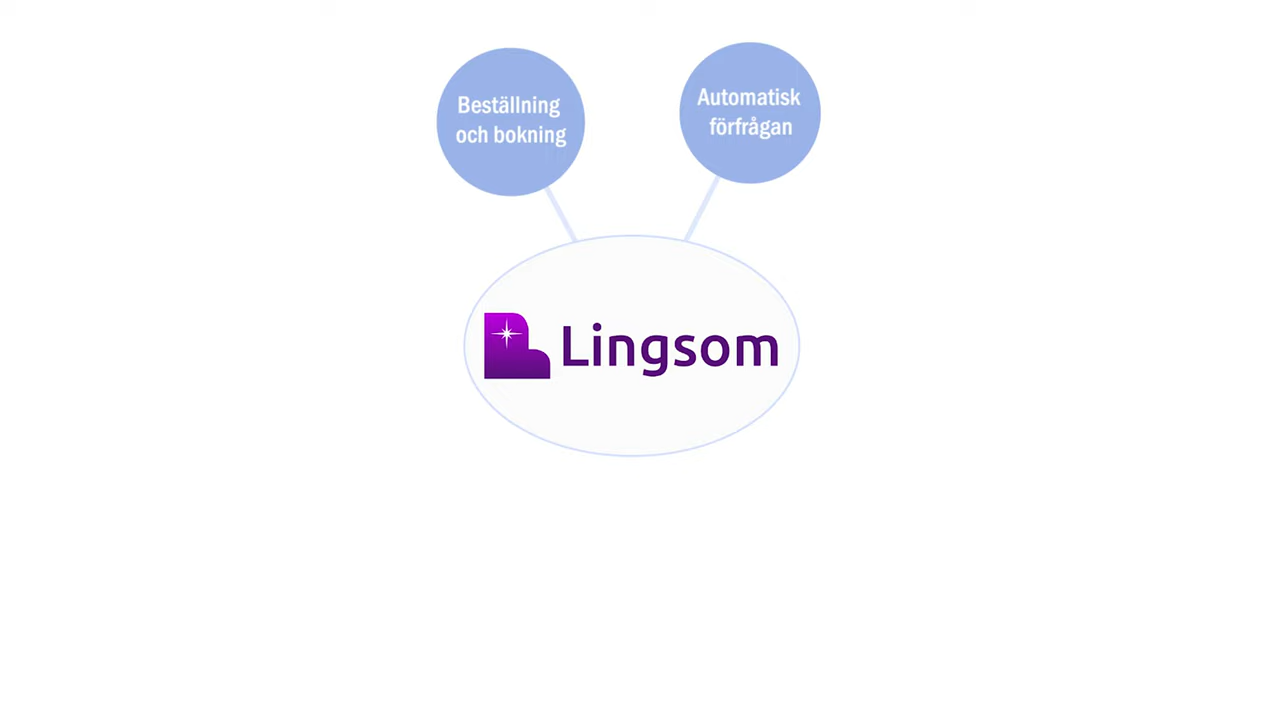 Beställning
och bokning
Automatisk
förfrågan
Lingsom